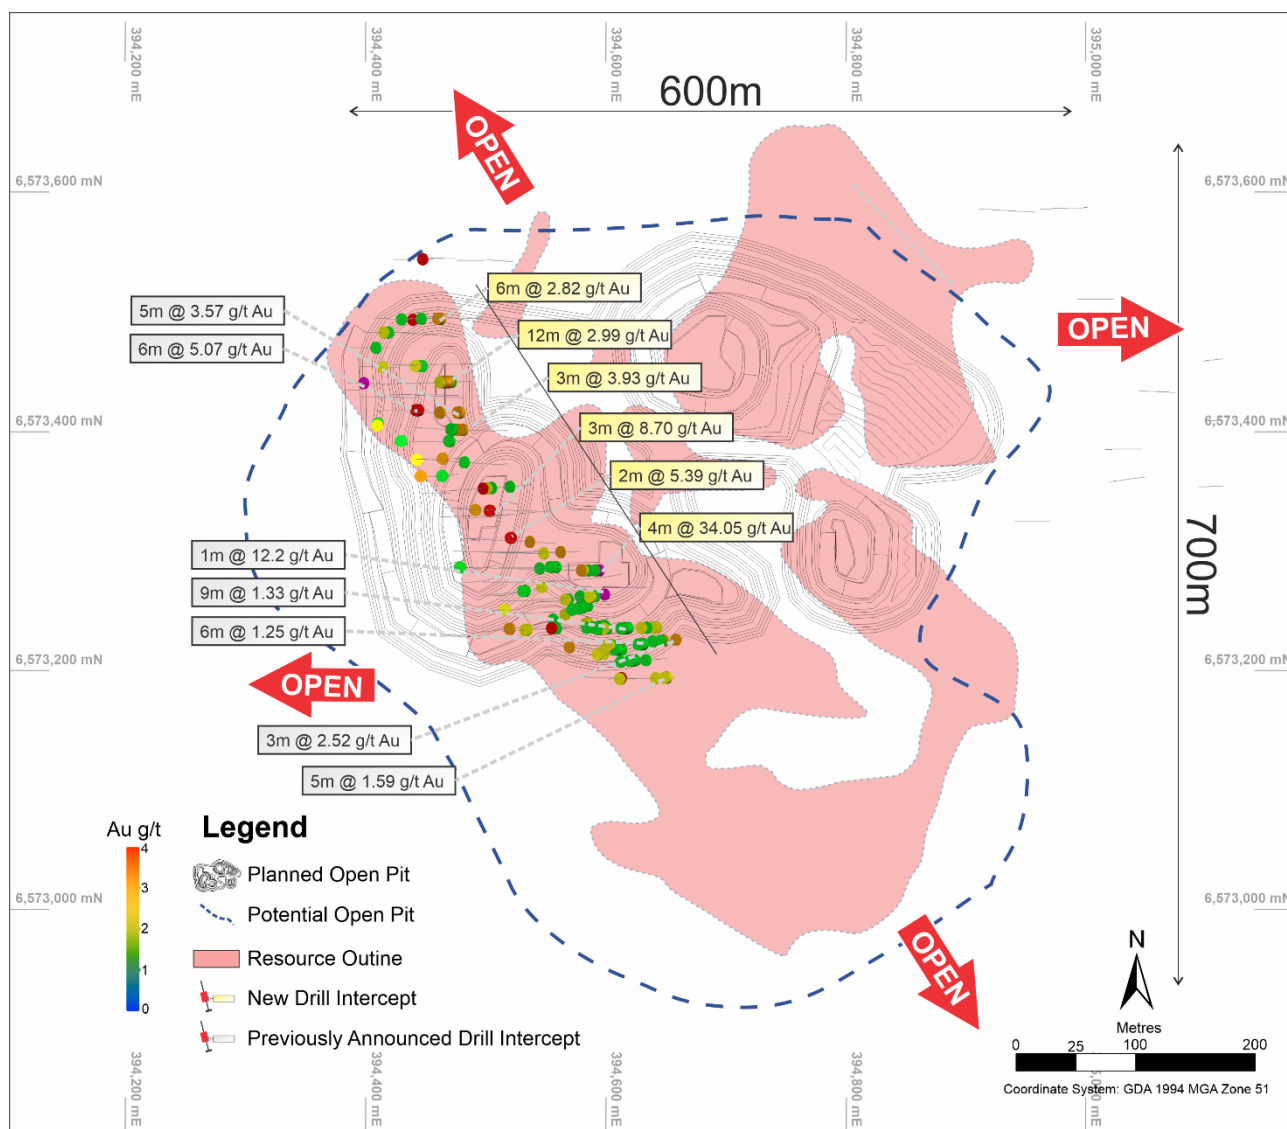 394,200 mE
394,400 mE
394,600 mE
394,800 mE
395,000 mE
600m
OPEN
6,573,600 mN
6,573,600 mN
6m @ 2.82 g/t Au
5m @ 3.57 g/t Au
12m @ 2.99 g/t Au
OPEN
6m @ 5.07 g/t Au
3m @ 3.93 g/t Au
6,573,400 mN
6,573,400 mN
3m @ 8.70 g/t Au
2m @ 5.39 g/t Au
4m @ 34.05 g/t Au
700m
1m @ 12.2 g/t Au
9m @ 1.33 g/t Au
6m @ 1.25 g/t Au
6,573,200 mN
6,573,200 mN
OPEN
3m @ 2.52 g/t Au
5m @ 1.59 g/t Au
Au g/t
4
3
2
1
0
Legend
Planned Open Pit
Potential Open Pit
Resource Outine
New Drill Intercept
Previously Announced Drill Intercept
6,573,000 mN
6,573,000 mN
OPEN
N
Metres
0 25 100 200
Coordinate System: GDA 1994 MGA Zone 51
394,200 mE
394,400 mE
394,600 mE
394,800 mE